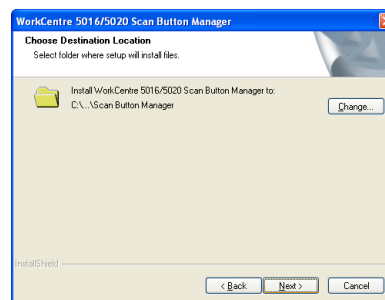 WorkCentre 5016/5020 Scan Button Manager
Choose Destination Location
Select folder where setup will install files.
Install WorkCentre 5016/5020 Scan Button Manager to:
C:\...\Scan Button Manager
Change...
InstallShield
< Back
Next >
Cancel